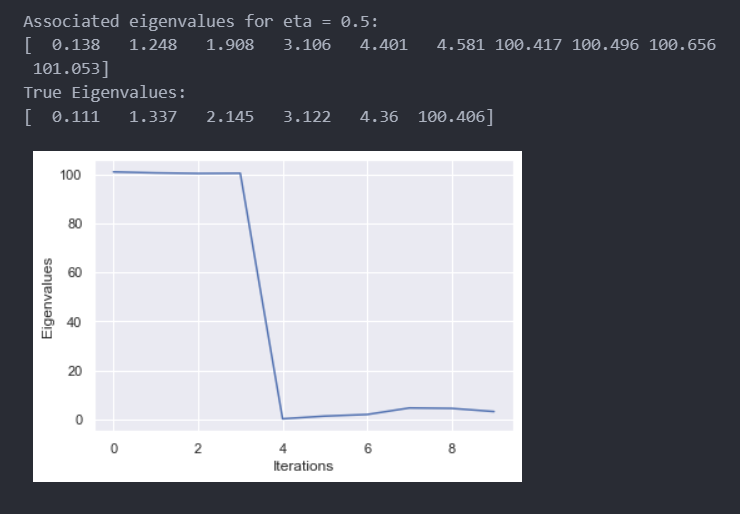 Associated eigenvalues for eta = 0.5:
[ 0.138 1.248 1.908 3.106 4.401 4.581 100.417 100.496 100.656
101.053]
True Eigenvalues:
[ 0.111 1.337 2.145 3.122 4.36 100.406]
100
80
60
40
20
0
Eigenvalues
0 2 4 6 8
Iterations